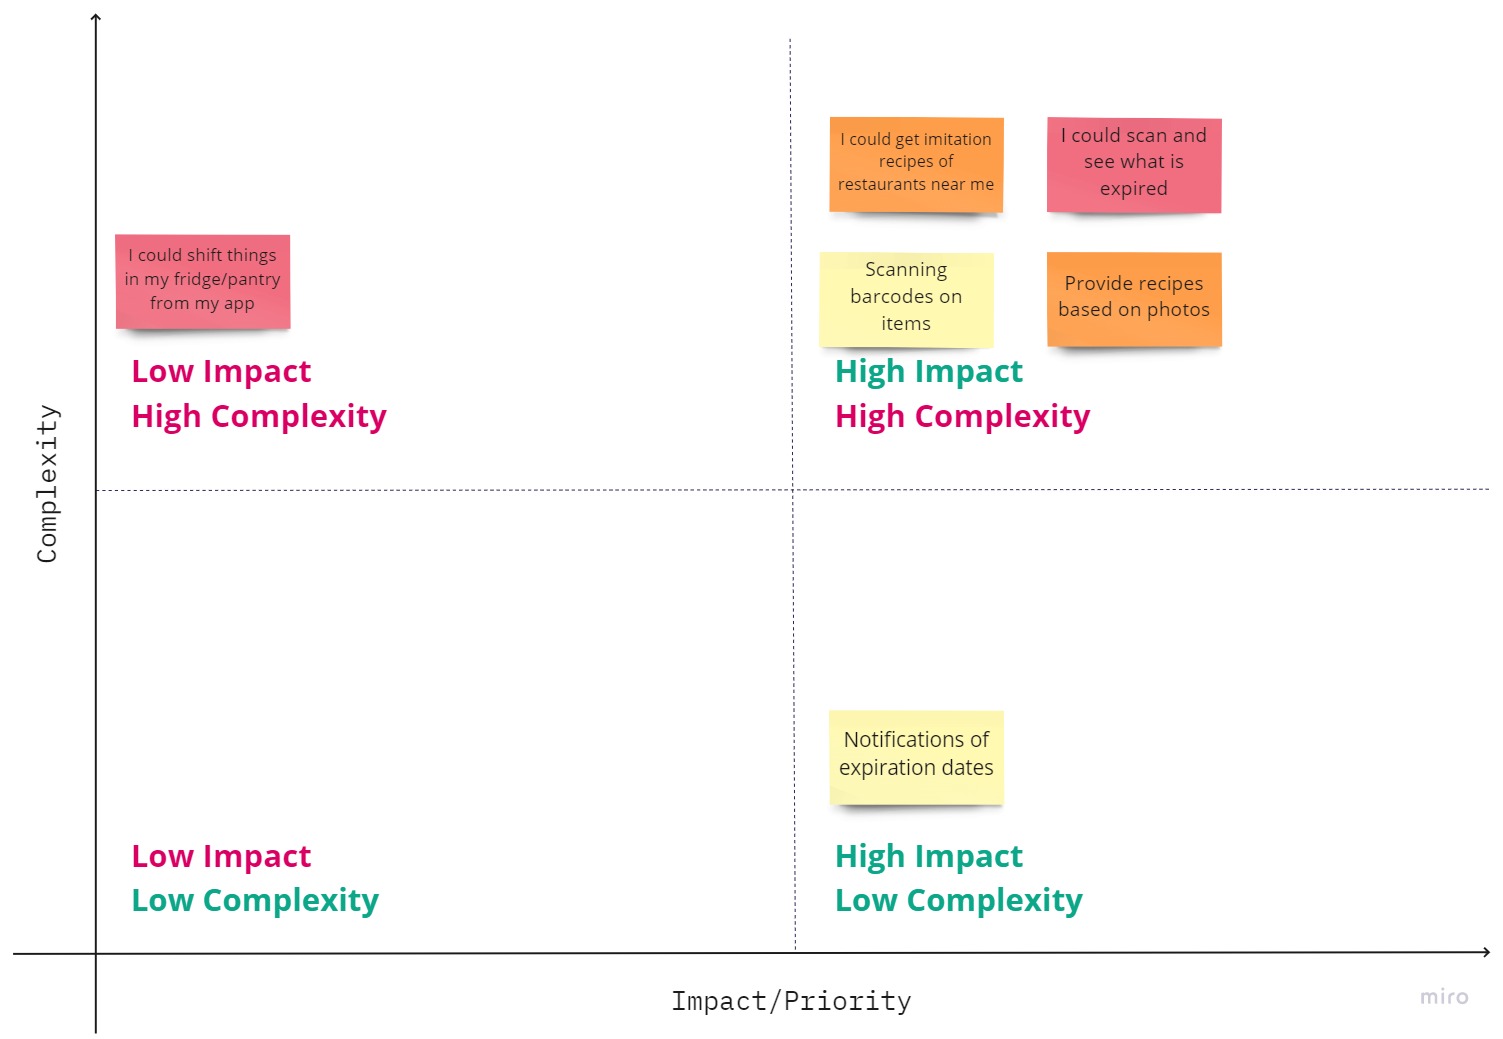 I could get imitation
recipes of
restaurants near me
I could scan and
see what is
expired
I could shift things
in my fridge/pantry
from my app
Scanning
barcodes on
items
Provide recipes
based on photos
Low Impact
High Complexity
High Impact
High Complexity
Complexity
Notifications of
expiration dates
Low Impact
Low Complexity
High Impact
Low Complexity
Impact/Priority
miro